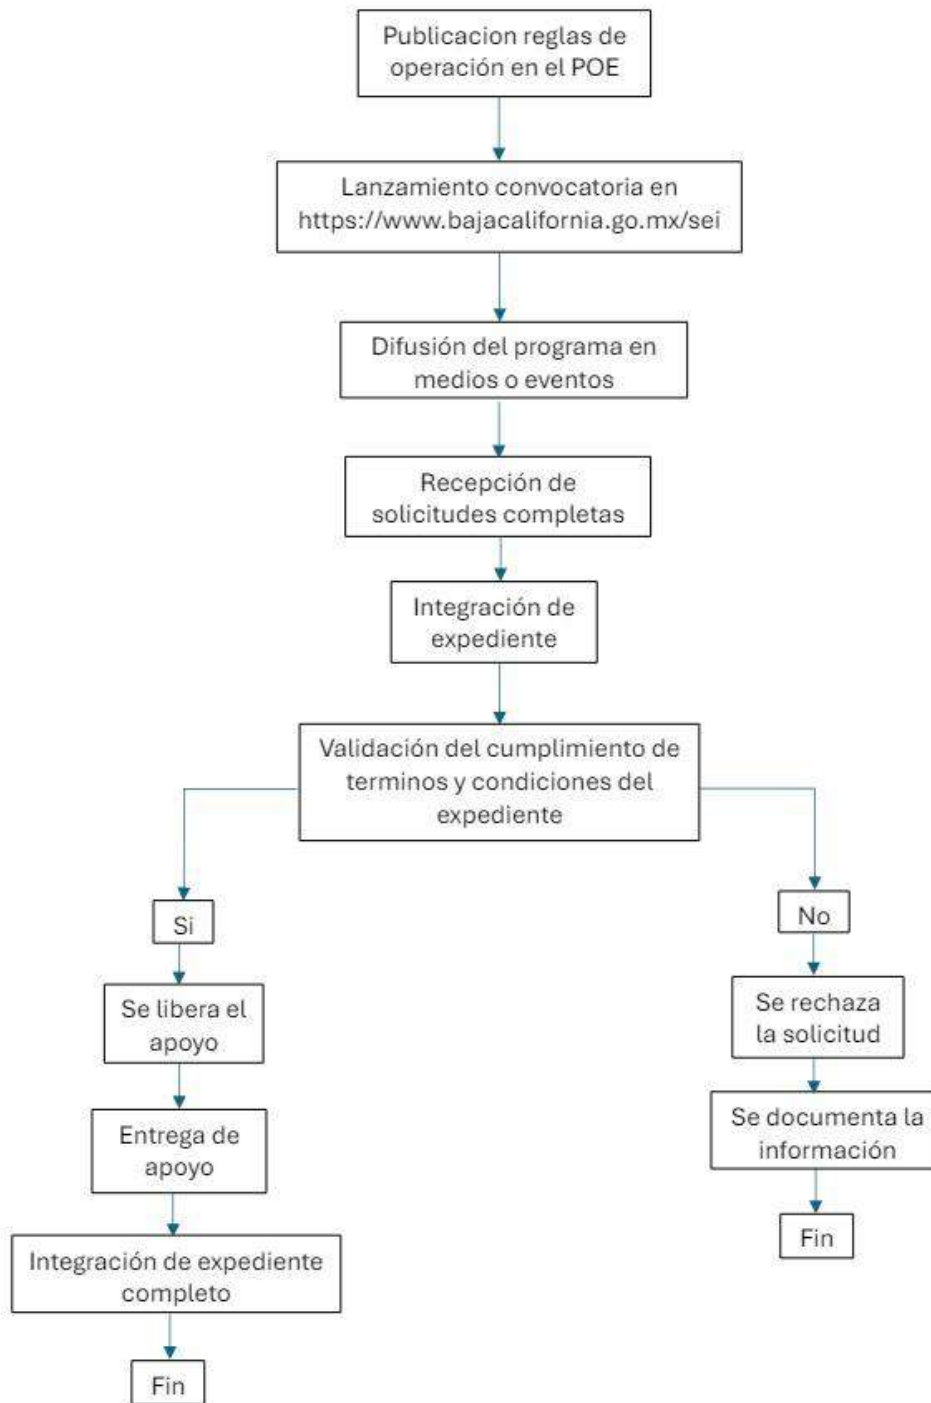 Publicacion reglas de
operación en el POE
Lanzamiento convocatoria en
https://www.bajacalifornia.go.mx/sei
Difusión del programa en
medios o eventos
Recepción de
solicitudes completas
Integración de
expediente
Validación del cumplimiento de
terminos y condiciones del
expediente
Si
Se libera el
apoyo
Entrega de
apoyo
Integración de expediente
completo
Fin
No
Se rechaza
la solicitud
Se documenta la
información
Fin